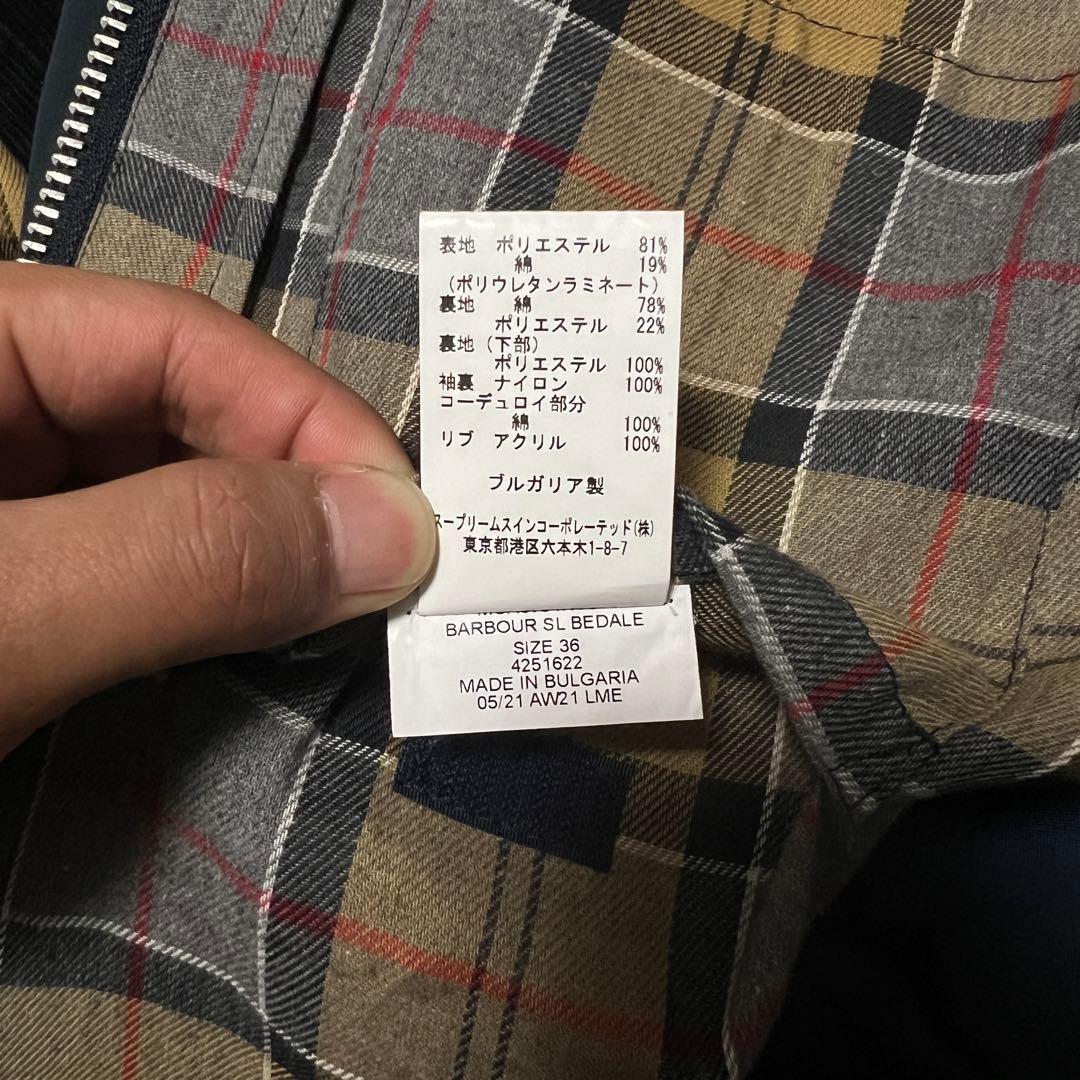 表地 ポリエステル 81%
綿 19%
(ポリウレタンラミネート)
裏地 綿 78%
ポリエステル 22%
裏地(下部)
ポリエステル 100%
袖裏 ナイロン 100%
コーデュロイ部分
綿 100%
リブ アクリル 100%
ブルガリア製
スープリームスインコーポレーテッド(株)
東京都港区六本木1-8-7
BARBOUR SL BEDALE
SIZE 36
4251622
MADE IN BULGARIA
05/21 AW21 LME